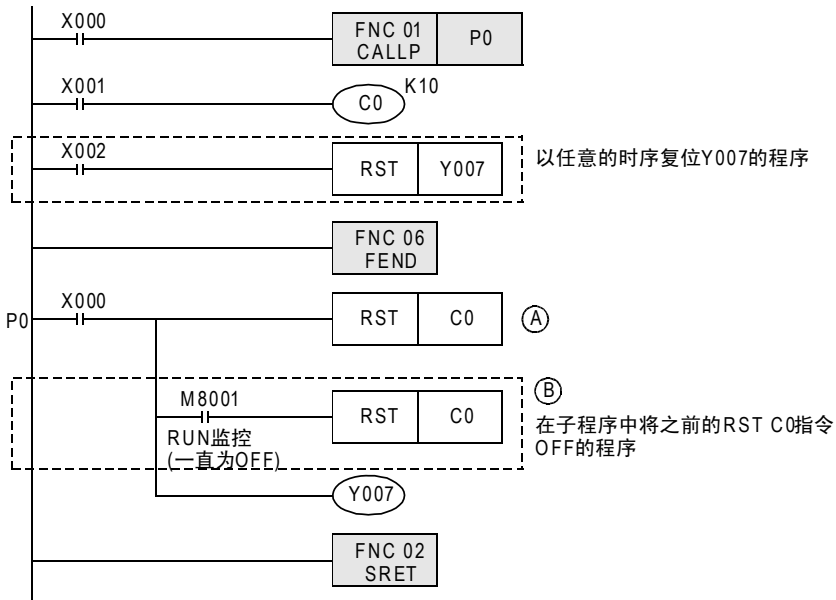 X000
FNC 01
CALLP
P0
X001
C0
K10
X002
RST
Y007
以任意的时序复位Y007的程序
FNC 06
FEND
P0
X000
RST
C0
A
M8001
RUN监控
(一直为OFF)
RST
C0
B
在子程序中将之前的RST C0指令
OFF的程序
Y007
FNC 02
SRET